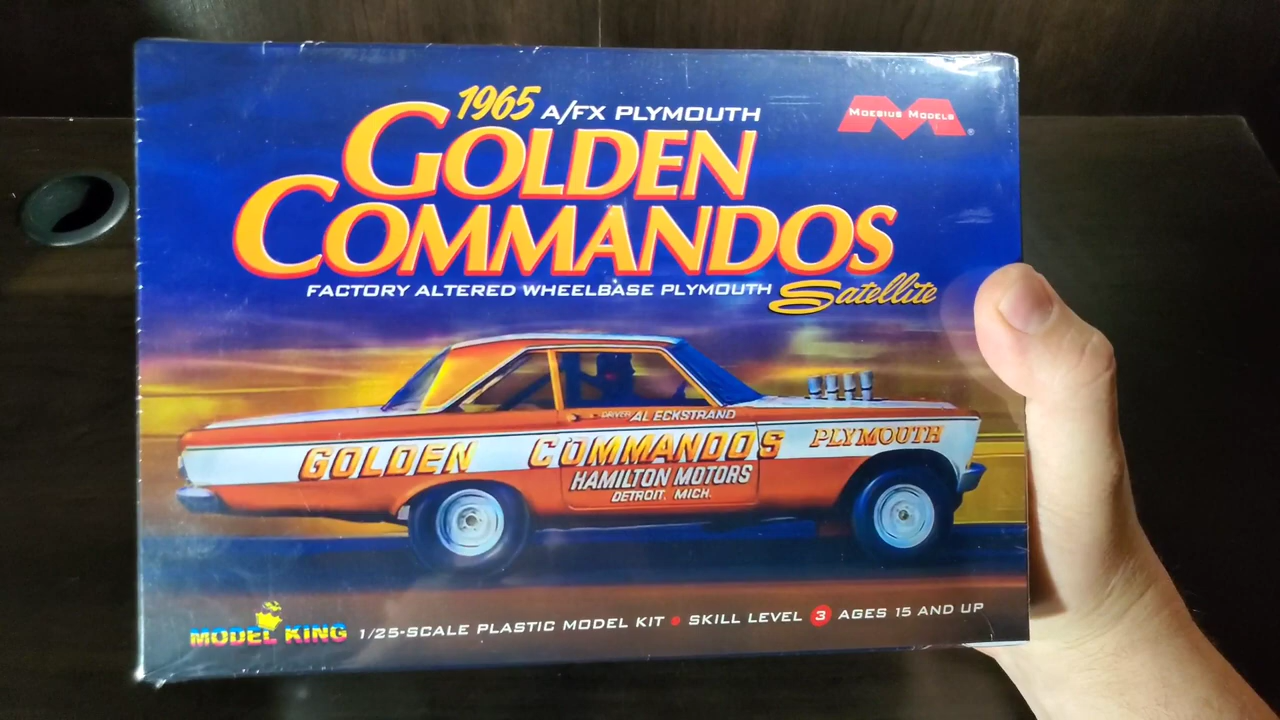 1965 A/FX PLYMOUTH
MOEBIUS MODELS ®
GOLDEN
COMMANDOS
FACTORY ALTERED WHEELBASE PLYMOUTH Satellite
DRIVER AL ECKSTRAND
GOLDEN COMMANDOS PLYMOUTH
HAMILTON MOTORS
DETROIT, MICH.
MODEL KING 1/25-SCALE PLASTIC MODEL KIT • SKILL LEVEL 3 AGES 15 AND UP